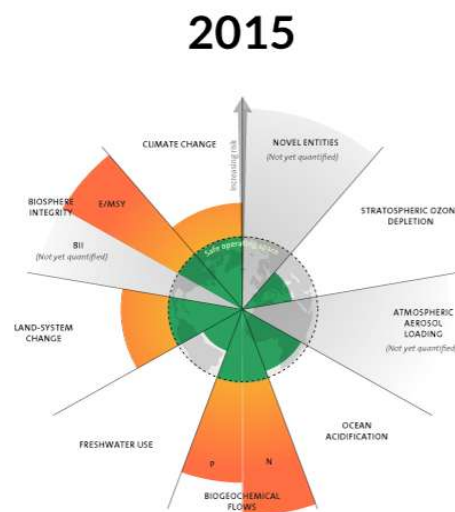 2015
CLIMATE CHANGE
Increasing risk
NOVEL ENTITIES
(Not yet quantified)
STRATOSPHERIC OZON
DEPLETION
BIOSPHERE
INTEGRITY
E/MSY
BII
(Not yet quantified)
Safe operating space
LAND-SYSTEM
CHANGE
ATMOSPHERIC
AEROSOL
LOADING
(Not yet quantified
FRESHWATER USE
OCEAN
ACIDIFICATION
P
N
BIOGEOCHEMICAL
FLOWS